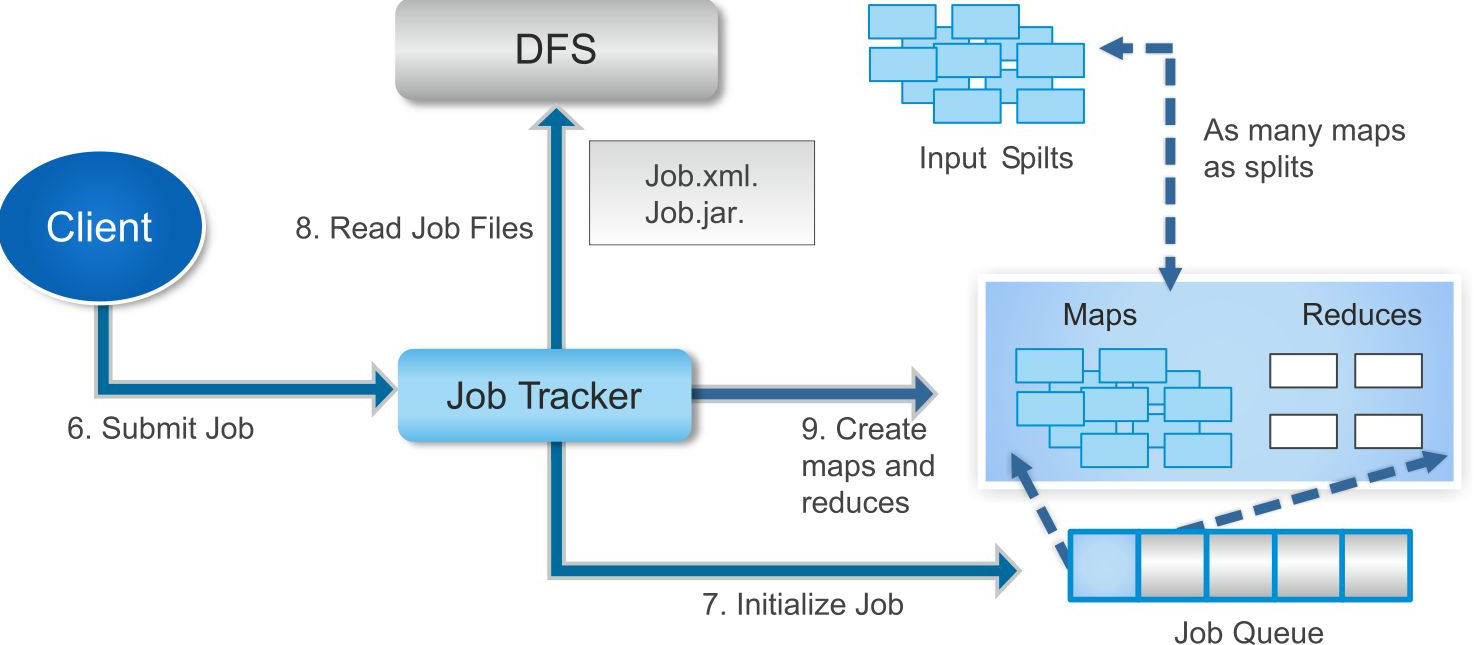 DFS
Input Spilts
As many maps
as splits
Job.xml.
Job.jar.
Client
8. Read Job Files
Maps
Reduces
Job Tracker
6. Submit Job
9. Create
maps and
reduces
7. Initialize Job
Job Queue